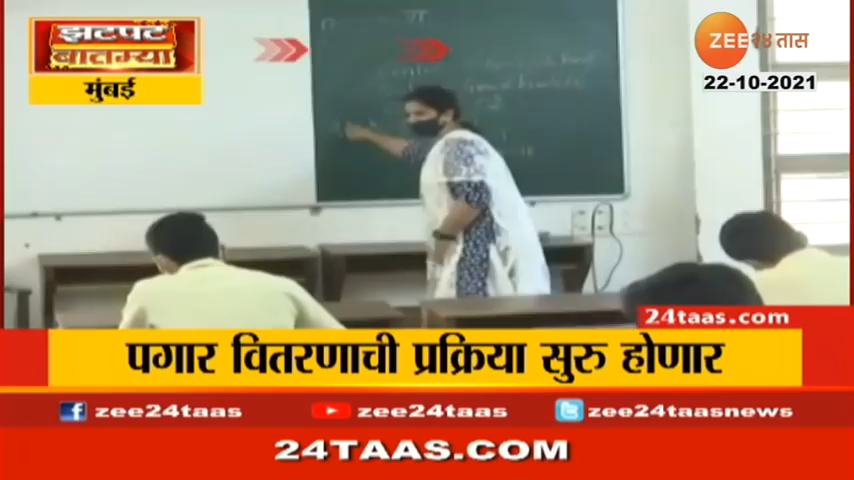 झटपट
बातम्या
मुंबई
ZEE २४ तास
22-10-2021
24taas.com
पगार वितरणाची प्रक्रिया सुरु होणार
zee24taas
zee24taas
zee24taasnews
24TAAS.COM